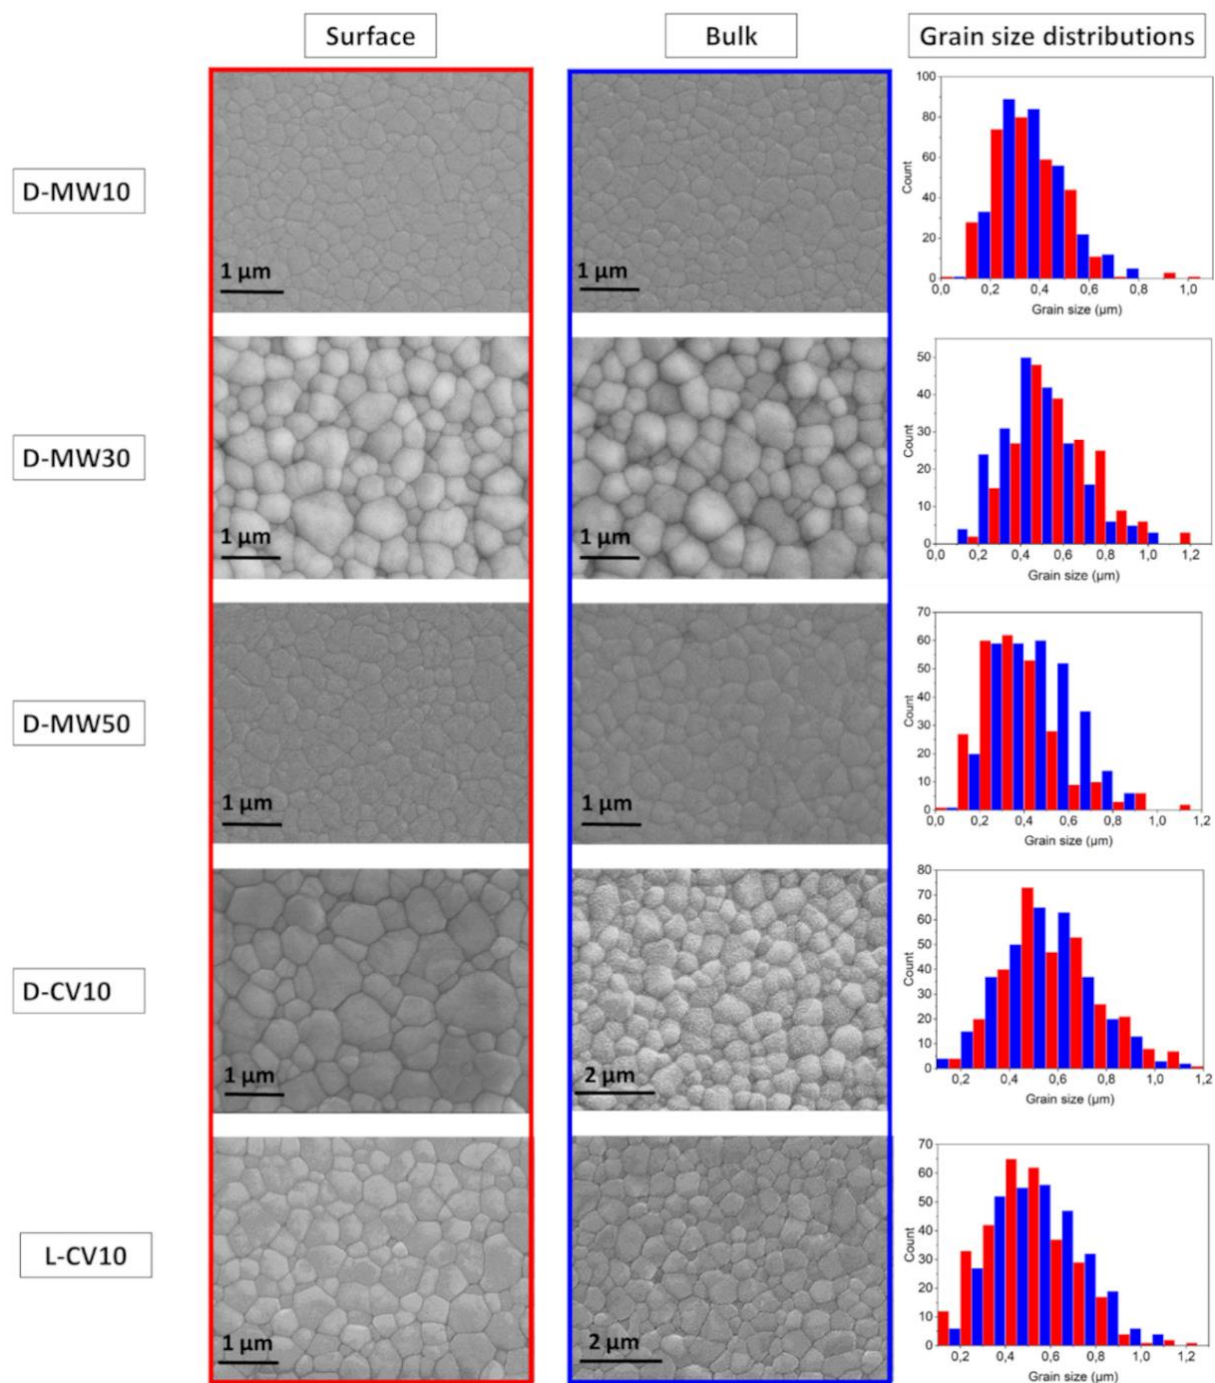 Surface
Bulk
Grain size distributions
D-MW10
1 µm
1 µm
100
80
60
40
20
0
Count
0,0 0,2 0,4 0,6 0,8 1,0
Grain size (µm)
D-MW30
1 µm
1 µm
50
40
30
20
10
0
Count
0,0 0,2 0,4 0,6 0,8 1,0 1,2
Grain size (µm)
D-MW50
1 µm
1 µm
70
60
50
40
30
20
10
0
Count
0,0 0,2 0,4 0,6 0,8 1,0 1,2
Grain size (µm)
D-CV10
1 µm
2 µm
80
70
60
50
40
30
20
10
0
Count
0,2 0,4 0,6 0,8 1,0 1,2
Grain size (µm)
L-CV10
1 µm
2 µm
70
60
50
40
30
20
10
0
Count
0,2 0,4 0,6 0,8 1,0 1,2
Grain size (µm)